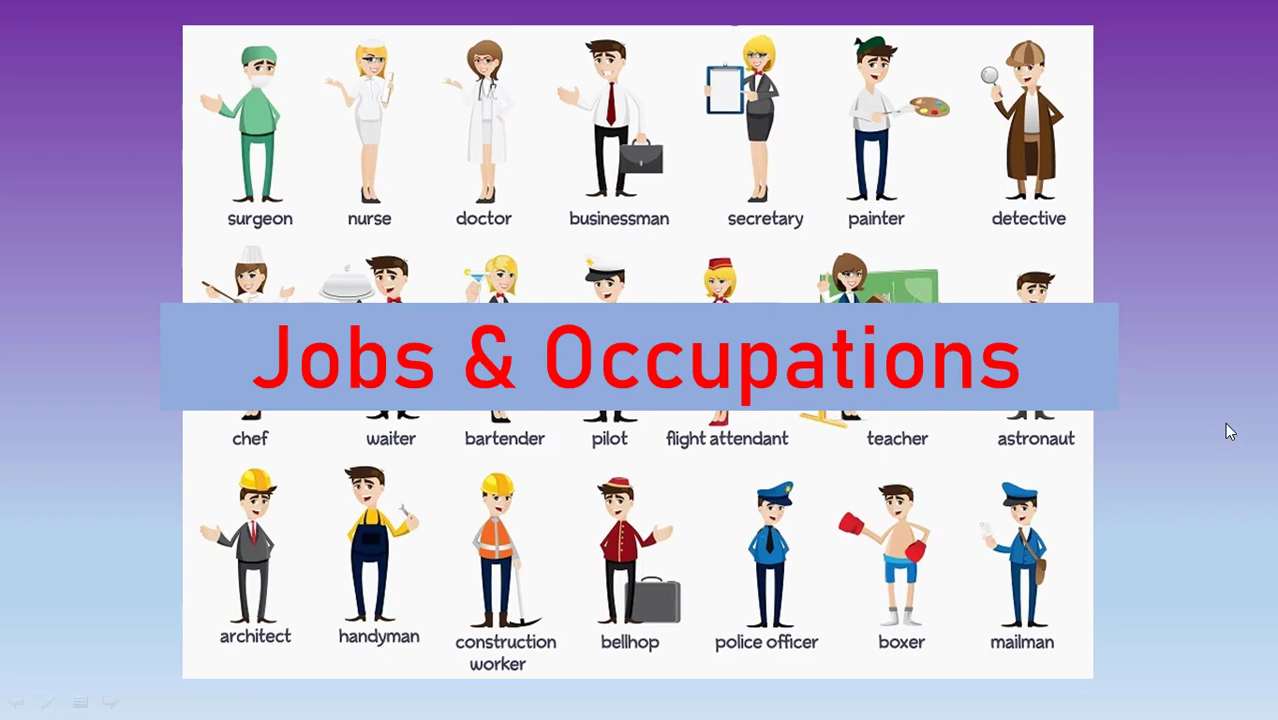 surgeon nurse doctor businessman secretary painter detective
Jobs & Occupations
chef waiter bartender pilot flight attendant teacher astronaut
architect handyman construction worker bellhop police officer boxer mailman